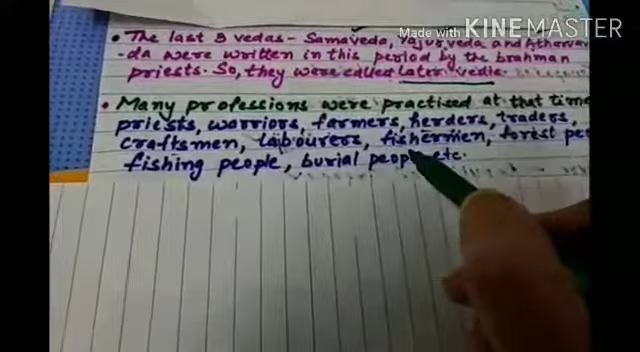 Made with KINEMASTER
• The last 3 vedas - Samaveda, Yajurveda and Atharva
-da were written in this period by the brahman
priests. So, they were called later vedic
• Many professions were practised at that time
priests, warriors, farmers, herders, traders,
craftsmen, labourers, fishermen, forest pe
fishing people, burial people etc.